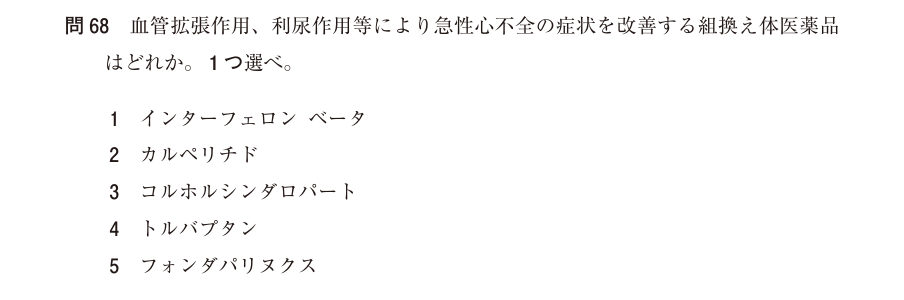 問68 血管拡張作用、利尿作用等により急性心不全の症状を改善する組換え体医薬品
はどれか。1つ選べ。
1 インターフェロン ベータ
2 カルペリチド
3 コルホルシンダロパート
4 トルバプタン
5 フォンダパリヌクス